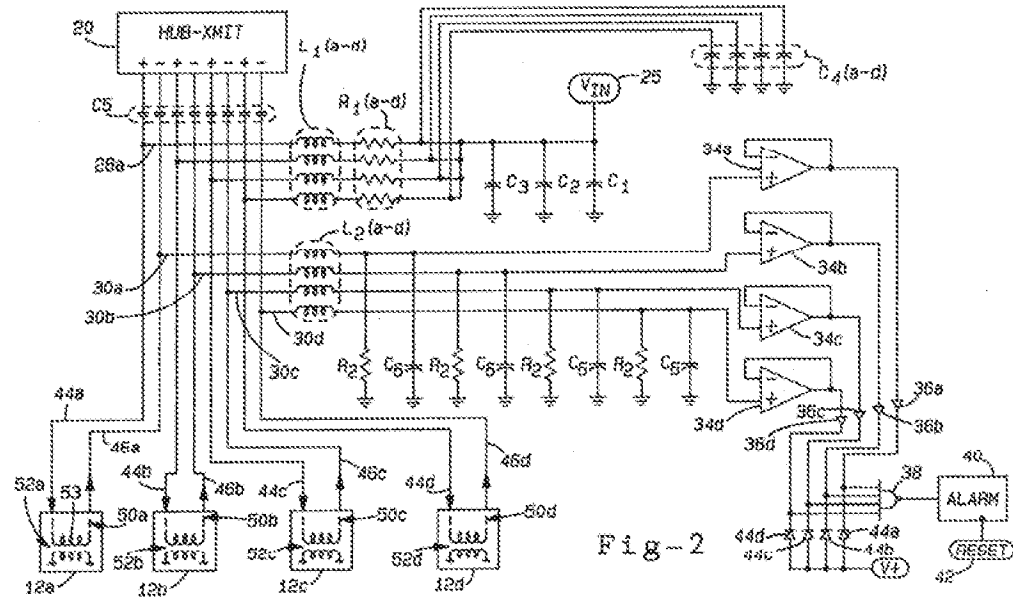 20
HUB-XMIT
+ - + - + - + -
C5
L1(a-d)
R1(a-d)
VIN
25
C4(a-d)
28a
C3
C2
C1
34a
L2(a-d)
30a
30b
30c
30d
34b
34c
34d
R2
C6
R2
C6
R2
C6
R2
C6
36a
36b
36c
36d
44a
46a
44b
46b
44c
46c
44d
46d
38
40
ALARM
RESET
42
52a
53
50a
12a
52b
50b
12b
52c
50c
12c
52d
50d
12d
Fig-2
44d
44c
44b
44a
V+